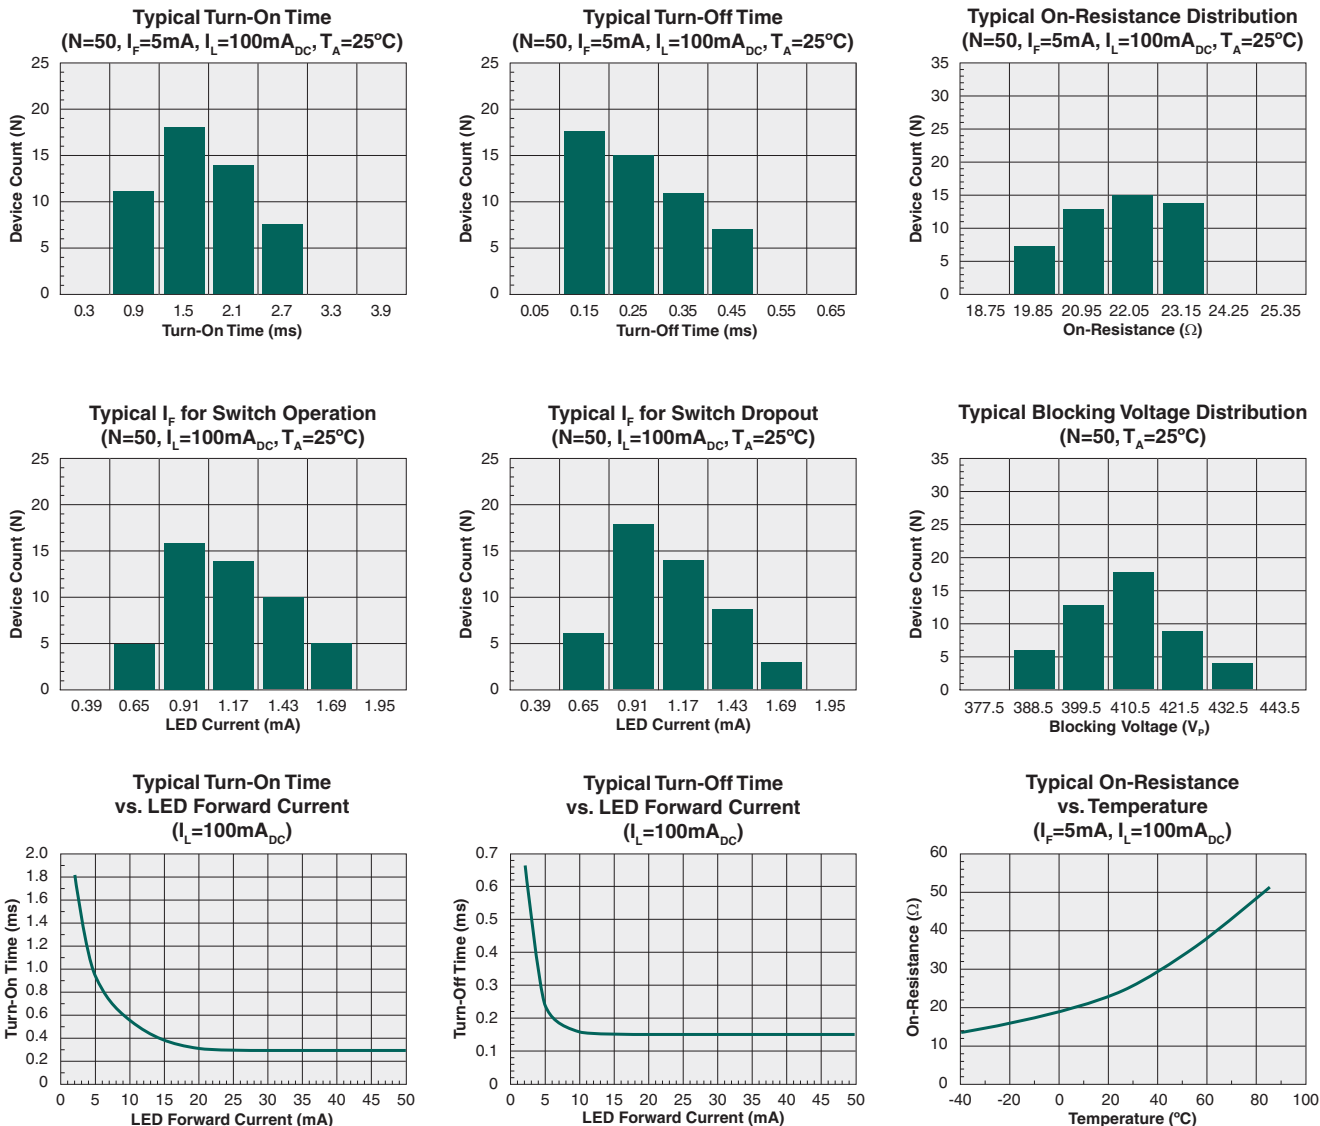 Typical Turn-On Time
(N=50, IF=5mA, IL=100mADC, TA=25ºC)
Device Count (N)
25
20
15
10
5
0
0.3 0.9 1.5 2.1 2.7 3.3 3.9
Turn-On Time (ms)
Typical Turn-Off Time
(N=50, IF=5mA, IL=100mADC, TA=25ºC)
Device Count (N)
25
20
15
10
5
0
0.05 0.15 0.25 0.35 0.45 0.55 0.65
Turn-Off Time (ms)
Typical On-Resistance Distribution
(N=50, IF=5mA, IL=100mADC, TA=25ºC)
Device Count (N)
35
30
25
20
15
10
5
0
18.75 19.85 20.95 22.05 23.15 24.25 25.35
On-Resistance (Ω)
Typical IF for Switch Operation
(N=50, IL=100mADC, TA=25ºC)
Device Count (N)
25
20
15
10
5
0
0.39 0.65 0.91 1.17 1.43 1.69 1.95
LED Current (mA)
Typical IF for Switch Dropout
(N=50, IL=100mADC, TA=25ºC)
Device Count (N)
25
20
15
10
5
0
0.39 0.65 0.91 1.17 1.43 1.69 1.95
LED Current (mA)
Typical Blocking Voltage Distribution
(N=50, TA=25ºC)
Device Count (N)
35
30
25
20
15
10
5
0
377.5 388.5 399.5 410.5 421.5 432.5 443.5
Blocking Voltage (VP)
Typical Turn-On Time
vs. LED Forward Current
(IL=100mADC)
Turn-On Time (ms)
2.0
1.8
1.6
1.4
1.2
1.0
0.8
0.6
0.4
0.2
0
0 5 10 15 20 25 30 35 40 45 50
LED Forward Current (mA)
Typical Turn-Off Time
vs. LED Forward Current
(IL=100mADC)
Turn-Off Time (ms)
0.7
0.6
0.5
0.4
0.3
0.2
0.1
0
0 5 10 15 20 25 30 35 40 45 50
LED Forward Current (mA)
Typical On-Resistance
vs. Temperature
(IF=5mA, IL=100mADC)
On-Resistance (Ω)
60
50
40
30
20
10
0
-40 -20 0 20 40 60 80 100
Temperature (ºC)